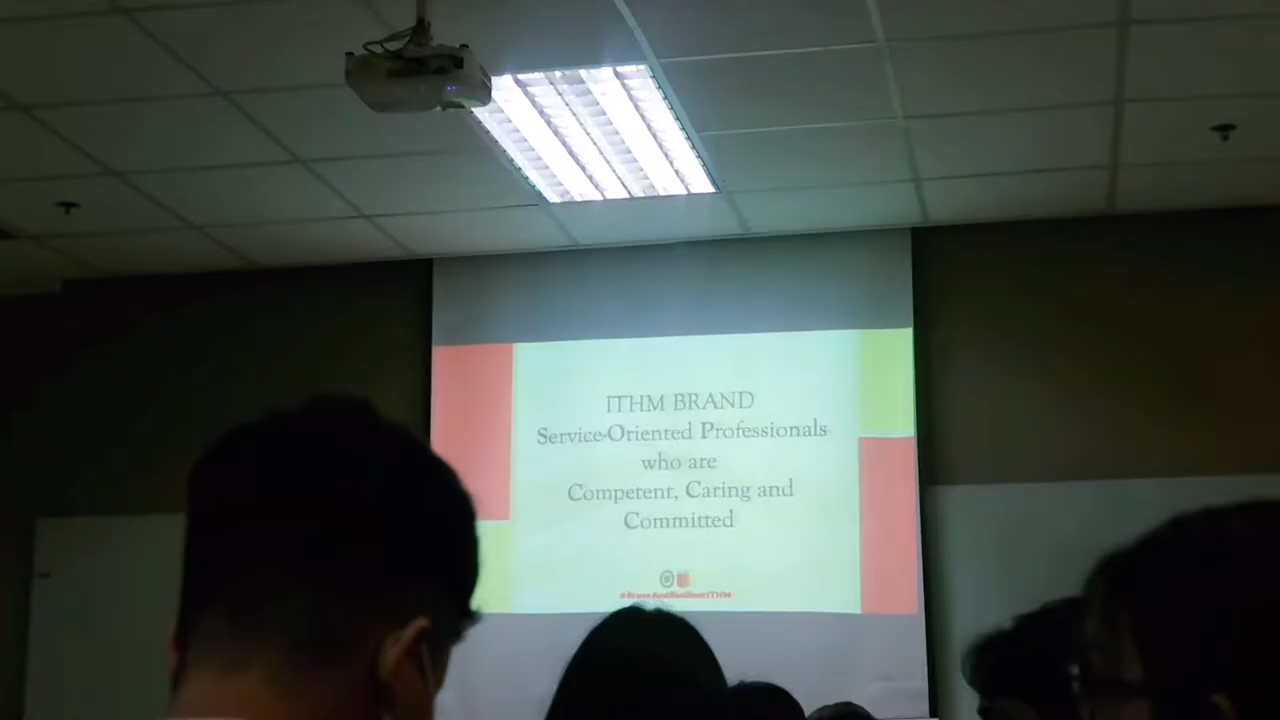 ITHM BRAND
Service-Oriented Professionals
who are
Competent, Caring and
Committed